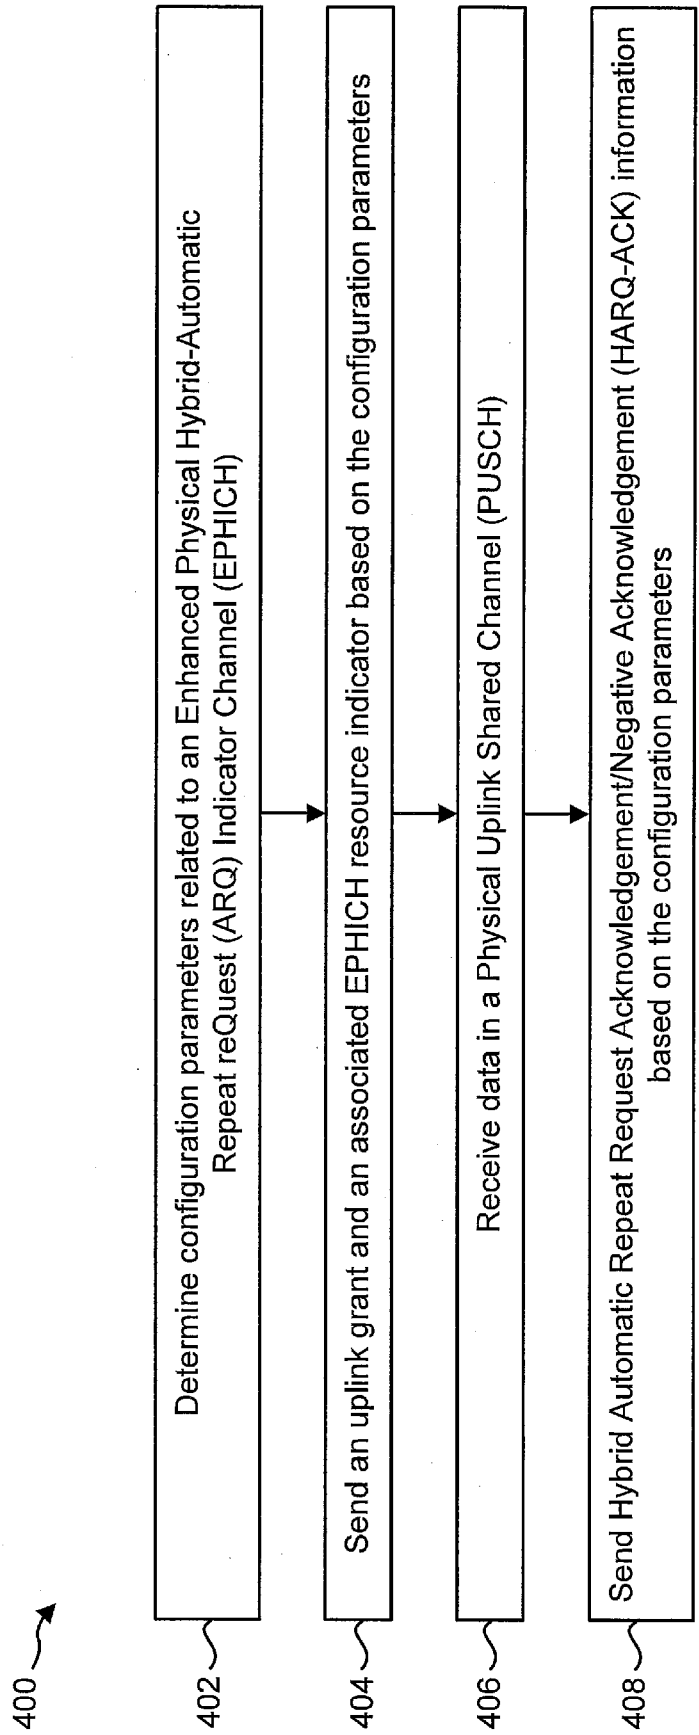 400
402
Determine configuration parameters related to an Enhanced Physical Hybrid-Automatic
Repeat reQuest (ARQ) Indicator Channel (EPHICH)
404
Send an uplink grant and an associated EPHICH resource indicator based on the configuration parameters
406
Receive data in a Physical Uplink Shared Channel (PUSCH)
408
Send Hybrid Automatic Repeat Request Acknowledgement/Negative Acknowledgement (HARQ-ACK) information
based on the configuration parameters